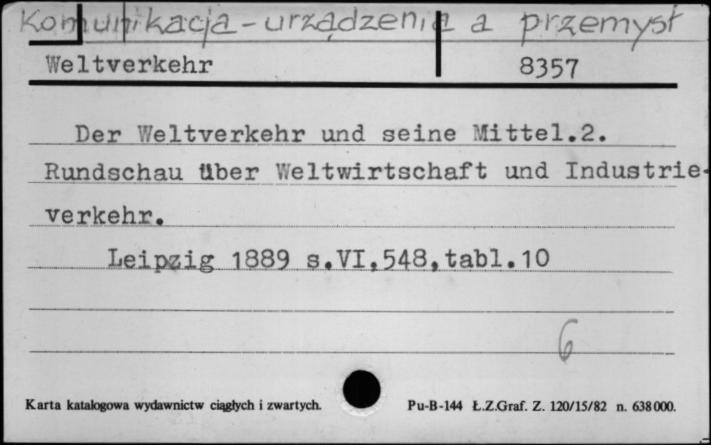 Komunikacja - urządzenia a przemysł
Weltverkehr 8357
Der Weltverkehr und seine Mittel.2.
Rundschau über Weltwirtschaft und Industrie-
verkehr.
Leipzig 1889 s.VI,548,tabl.10
6
Karta katalogowa wydawnictw ciągłych i zwartych. Pu-B-144 Ł.Z.Graf. Z. 120/15/82 n. 638000.